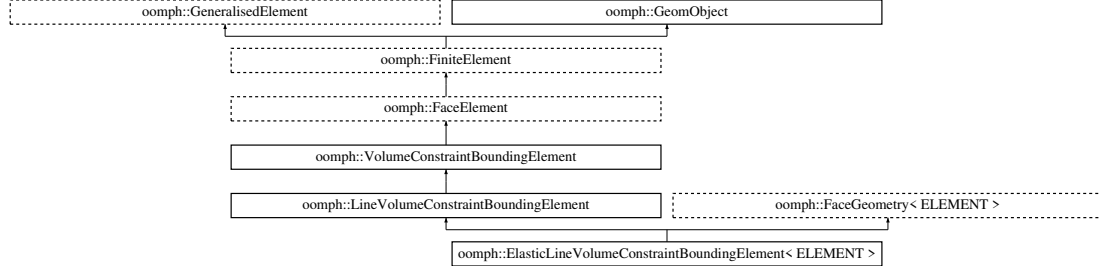 oomph::GeneralisedElement
oomph::GeomObject
oomph::FiniteElement
oomph::FaceElement
oomph::VolumeConstraintBoundingElement
oomph::LineVolumeConstraintBoundingElement
oomph::FaceGeometry< ELEMENT >
oomph::ElasticLineVolumeConstraintBoundingElement< ELEMENT >